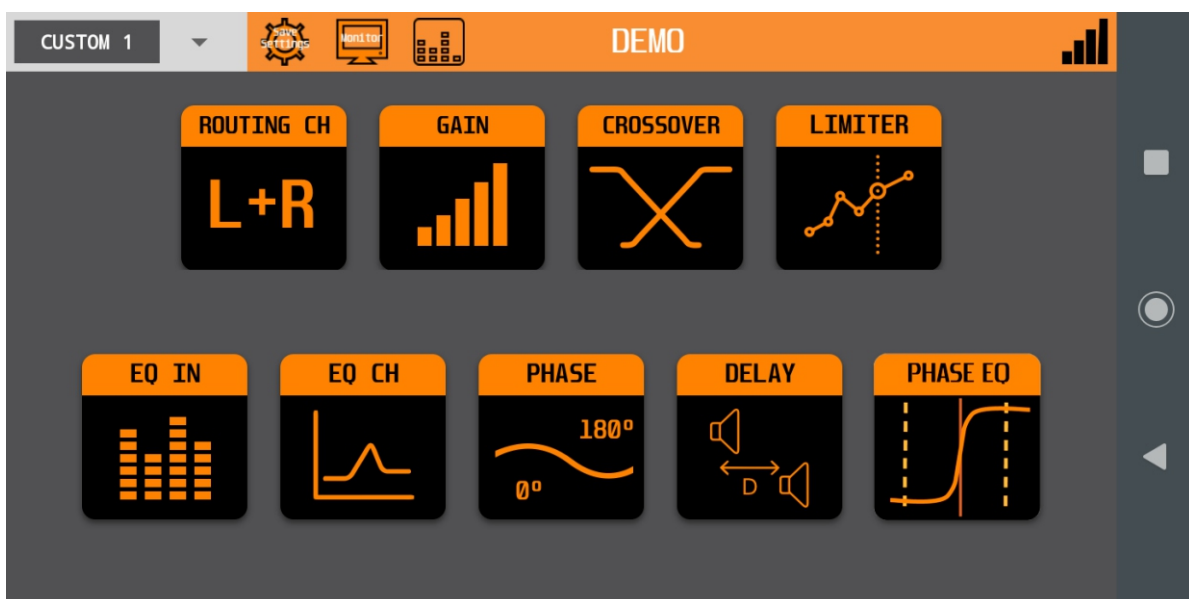 CUSTOM 1
Save
Settings
Monitor
DEMO
ROUTING CH
GAIN
CROSSOVER
LIMITER
L+R
EQ IN
EQ CH
PHASE
DELAY
PHASE EQ
180º
0º
D